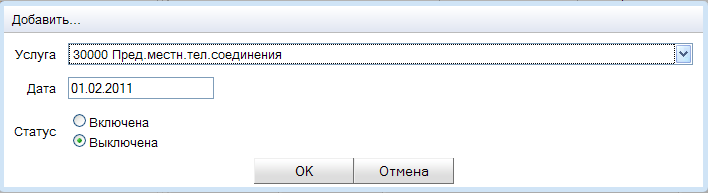 Добавить...
Услуга 30000 Пред.местн.тел.соединения
Дата 01.02.2011
Статус
Включена
Выключена
OK Отмена